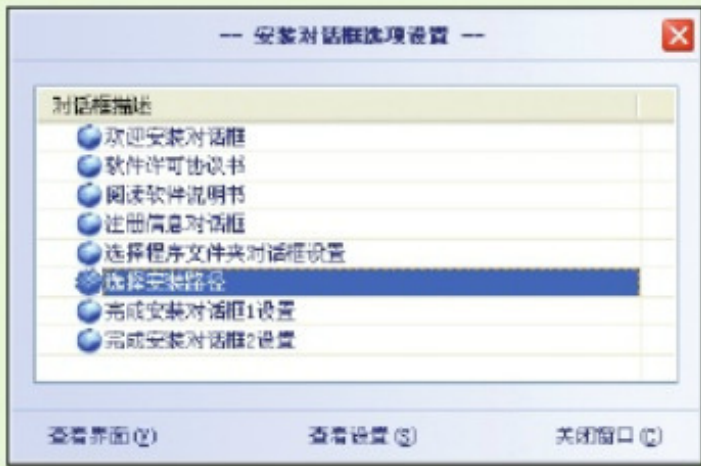 -- 安装对话框选项设置 --
对话框描述
欢迎安装对话框
软件许可协议书
阅读软件说明书
注册信息对话框
选择程序文件夹对话框设置
选择安装路径
完成安装对话框1设置
完成安装对话框2设置
查看界面(Y) 查看设置(S) 关闭窗口(C)